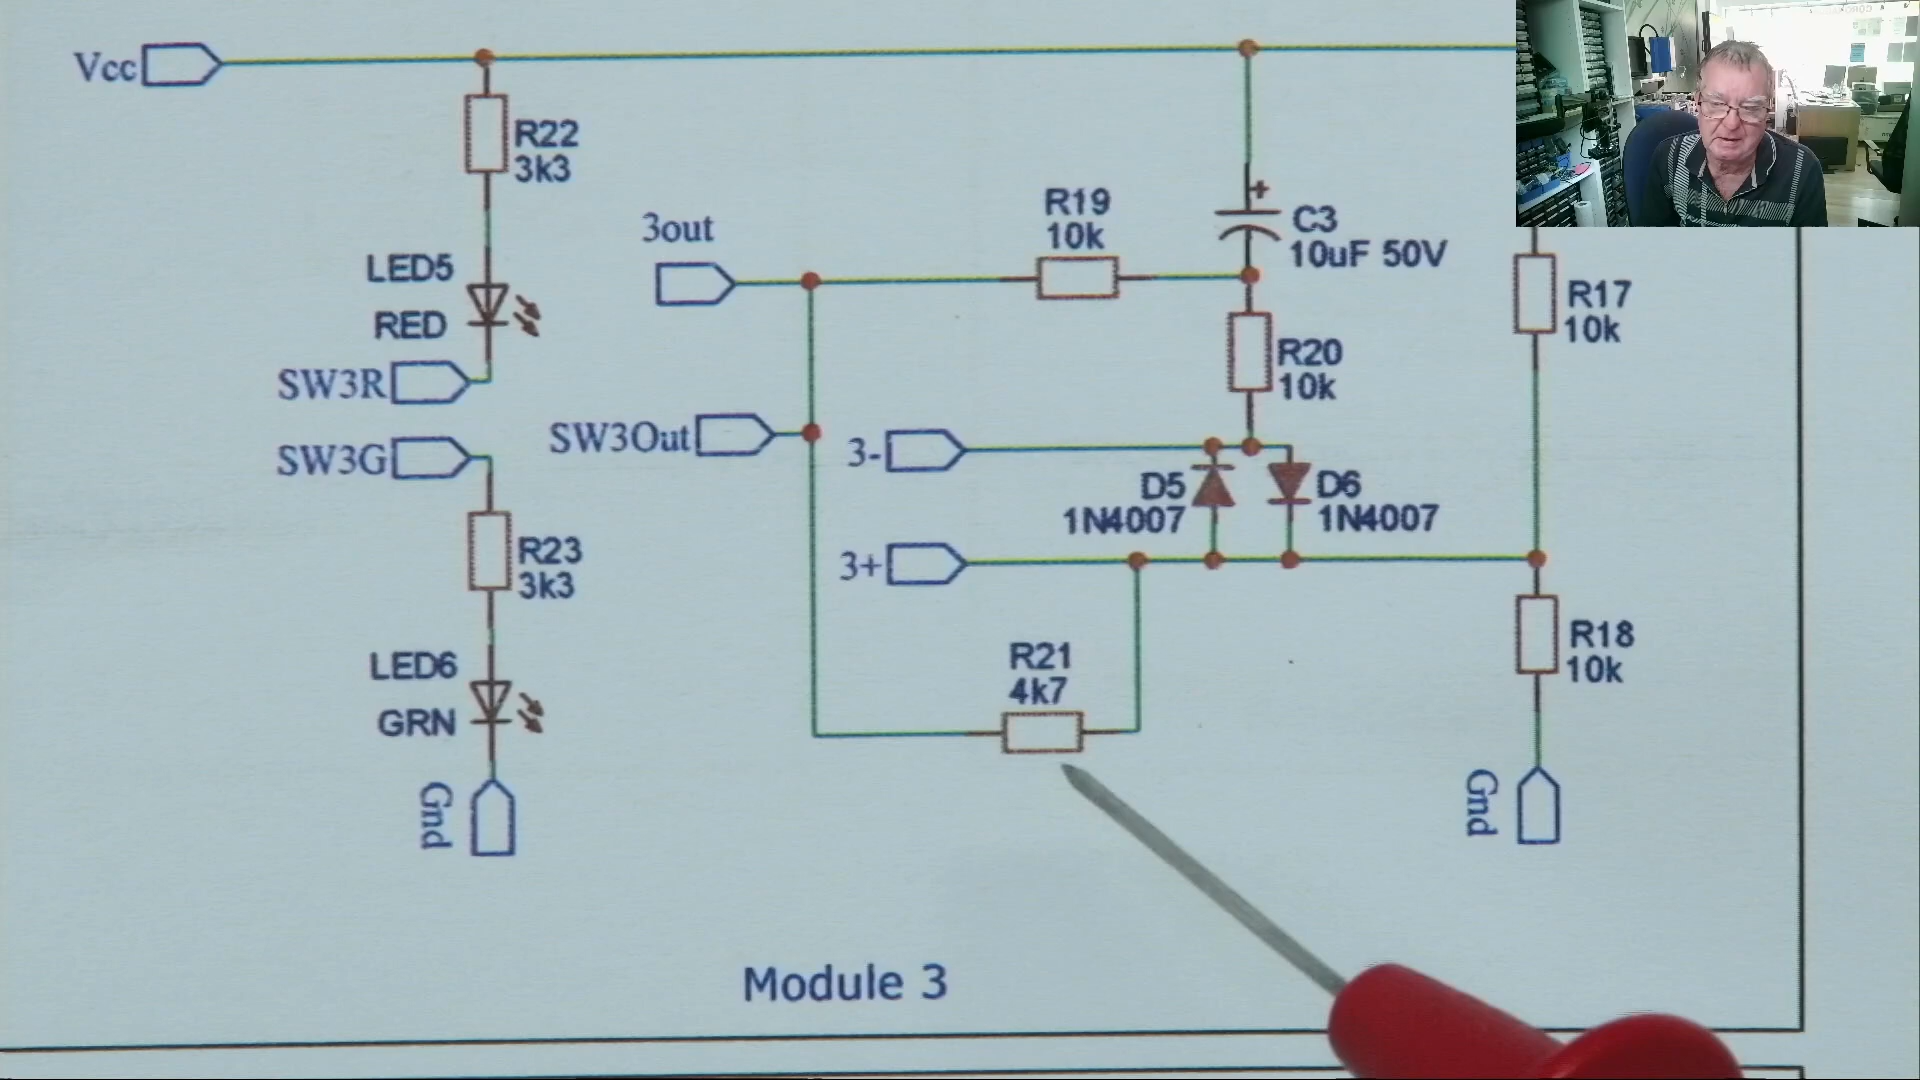 Vcc
R22
3k3
LED5
RED
SW3R
SW3G
R23
3k3
LED6
GRN
Gnd
3out
SW3Out
R19
10k
C3
10uF 50V
R20
10k
3-
D5
1N4007
D6
1N4007
3+
R21
4k7
R17
10k
R18
10k
Gnd
Module 3